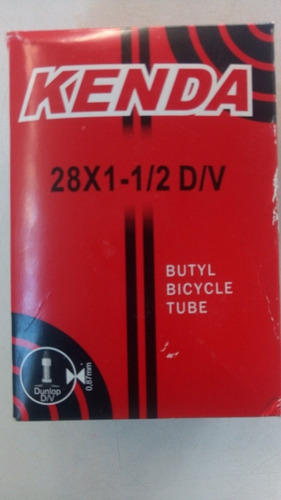 KENDA
28X1-1/2 D/V
BUTYL
BICYCLE
TUBE
Dunlop
D/V
0,87mm